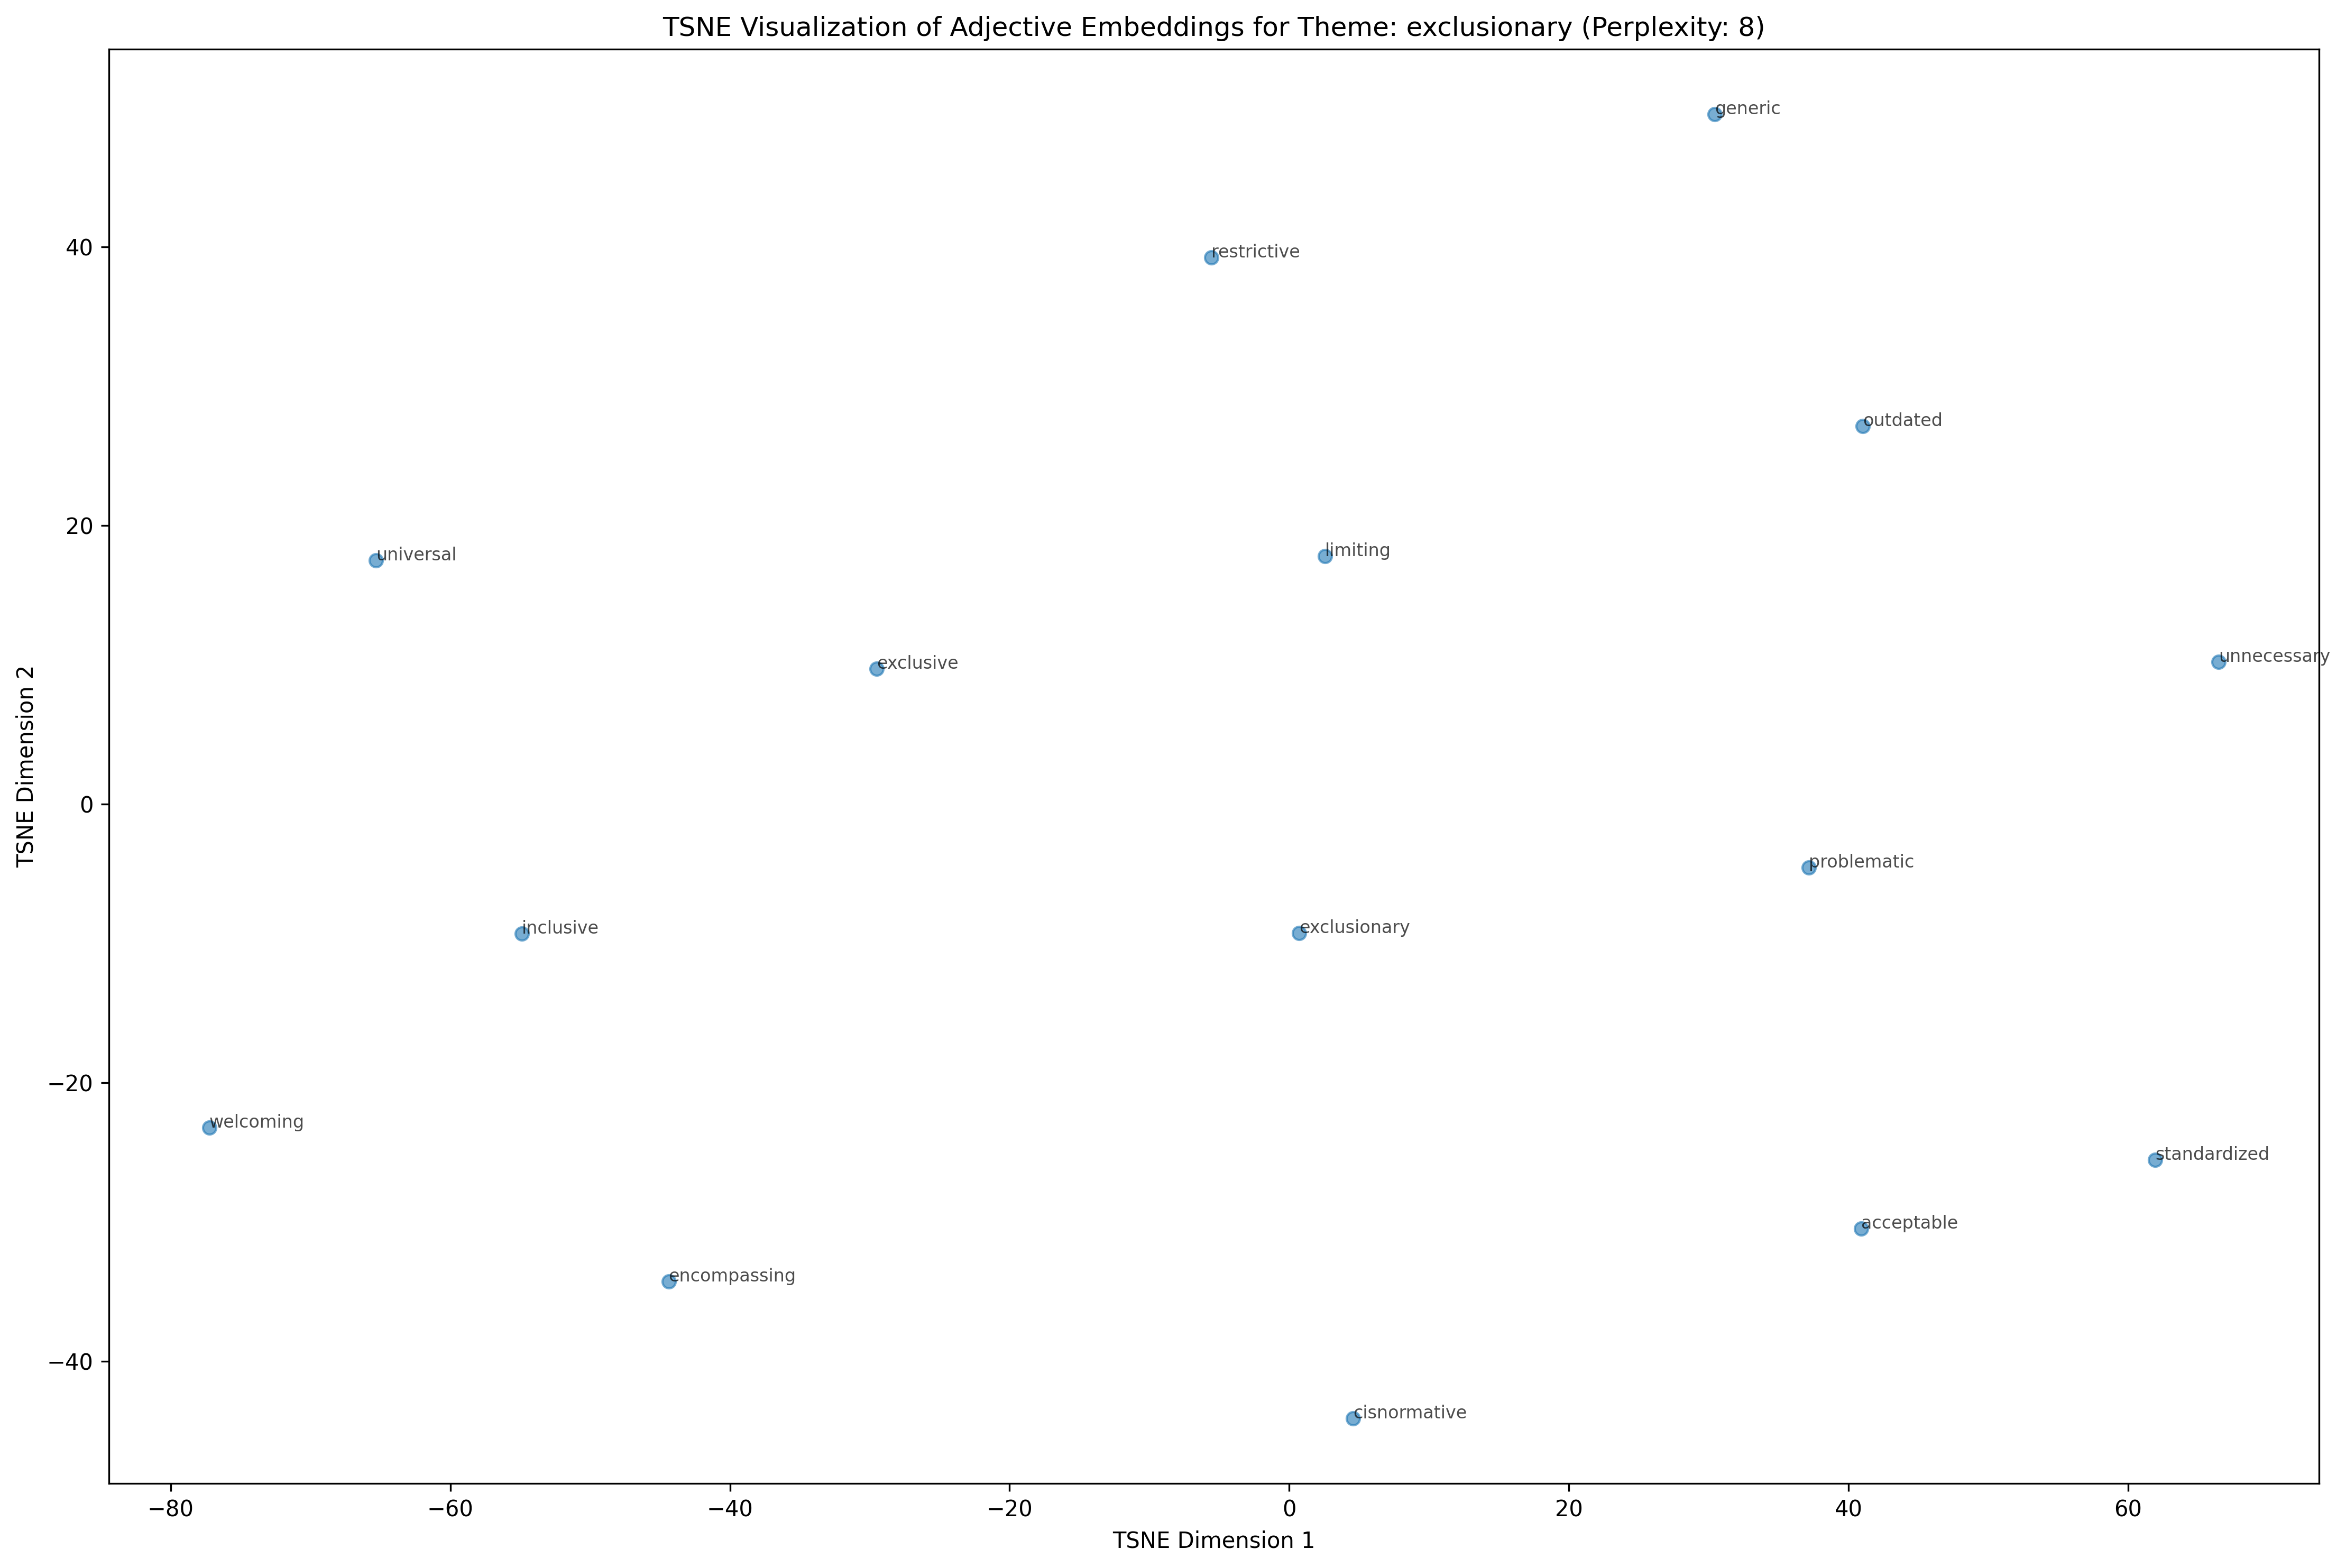 TSNE Visualization of Adjective Embeddings for Theme: exclusionary (Perplexity: 8)
generic
restrictive
outdated
universal
limiting
exclusive
unnecessary
problematic
inclusive
exclusionary
welcoming
standardized
acceptable
encompassing
cisnormative
40
20
0
−20
−40
TSNE Dimension 2
−80
−60
−40
−20
0
20
40
60
TSNE Dimension 1